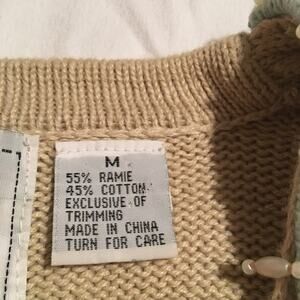 M
55% RAMIE
45% COTTON
EXCLUSIVE OF
TRIMMING
MADE IN CHINA
TURN FOR CARE